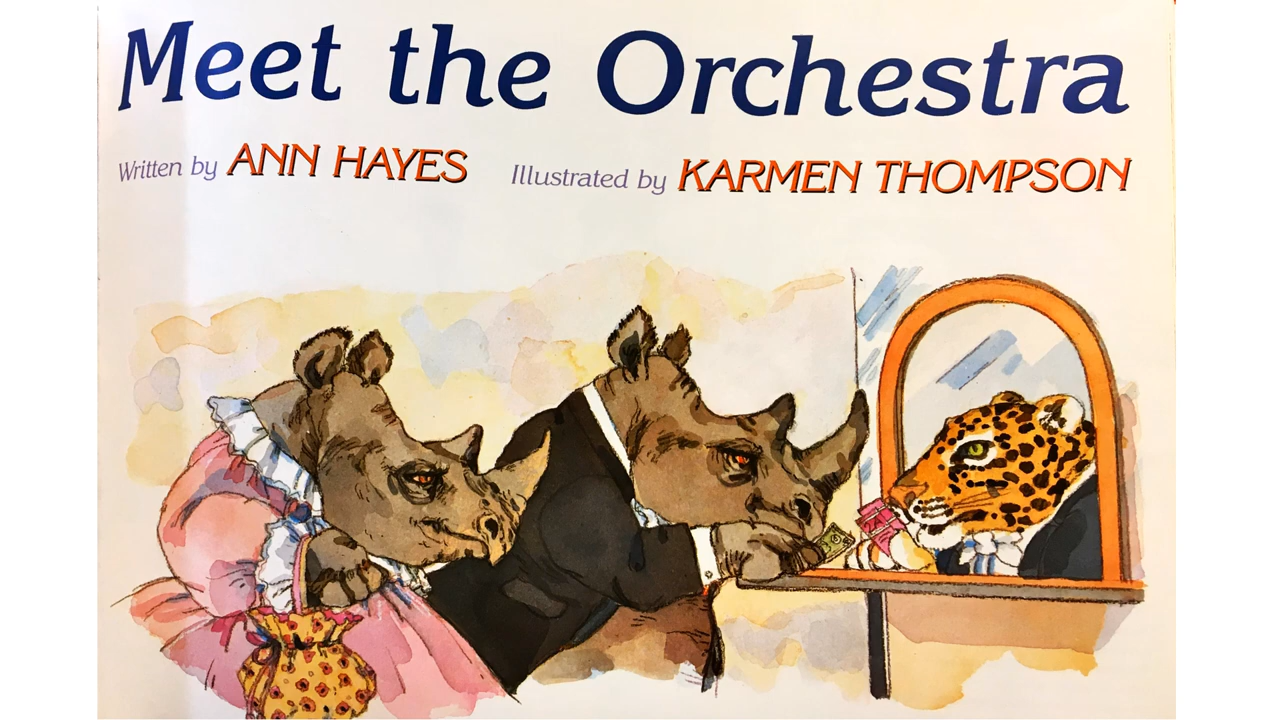 Meet the Orchestra
Written by ANN HAYES Illustrated by KARMEN THOMPSON